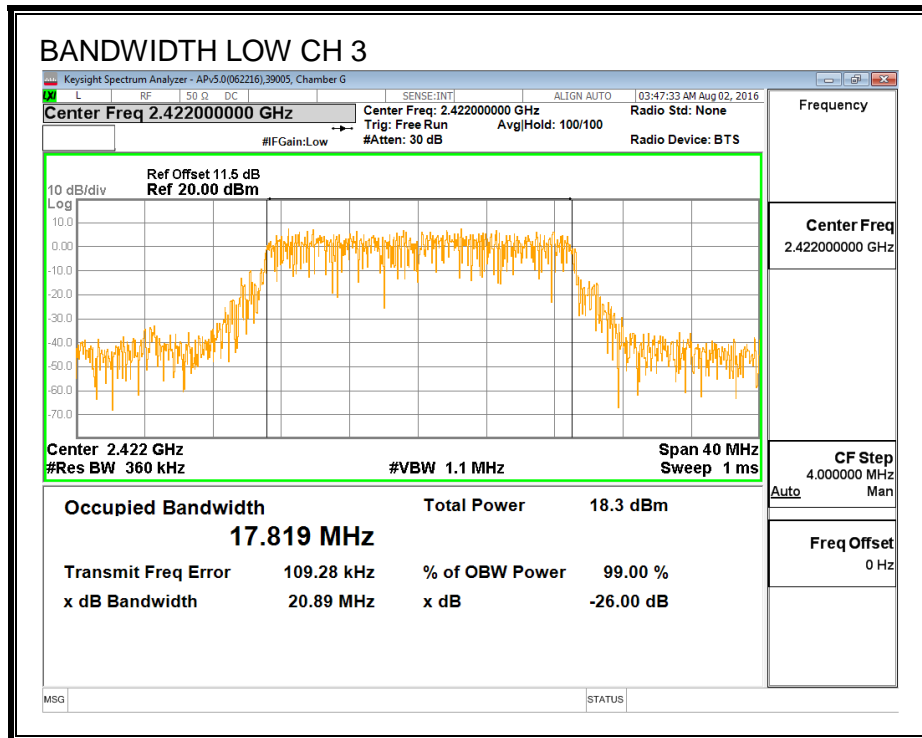 BANDWIDTH LOW CH 3
Keysight Spectrum Analyzer - APv5.0(062216),39005, Chamber G
LXI L RF 50 Ω DC SENSE:INT ALIGN AUTO 03:47:33 AM Aug 02, 2016
Center Freq 2.422000000 GHz
Center Freq: 2.422000000 GHz
Radio Std: None
Trig: Free Run Avg|Hold: 100/100
#IFGain:Low
#Atten: 30 dB
Radio Device: BTS
Frequency
Ref Offset 11.5 dB
10 dB/div Ref 20.00 dBm
Log
10.0
0.00
-10.0
-20.0
-30.0
-40.0
-50.0
-60.0
-70.0
Center 2.422 GHz Span 40 MHz
#Res BW 360 kHz #VBW 1.1 MHz Sweep 1 ms
Occupied Bandwidth Total Power 18.3 dBm
17.819 MHz
Transmit Freq Error 109.28 kHz % of OBW Power 99.00 %
x dB Bandwidth 20.89 MHz x dB -26.00 dB
Center Freq
2.422000000 GHz
CF Step
4.000000 MHz
Auto Man
Freq Offset
0 Hz
MSG STATUS